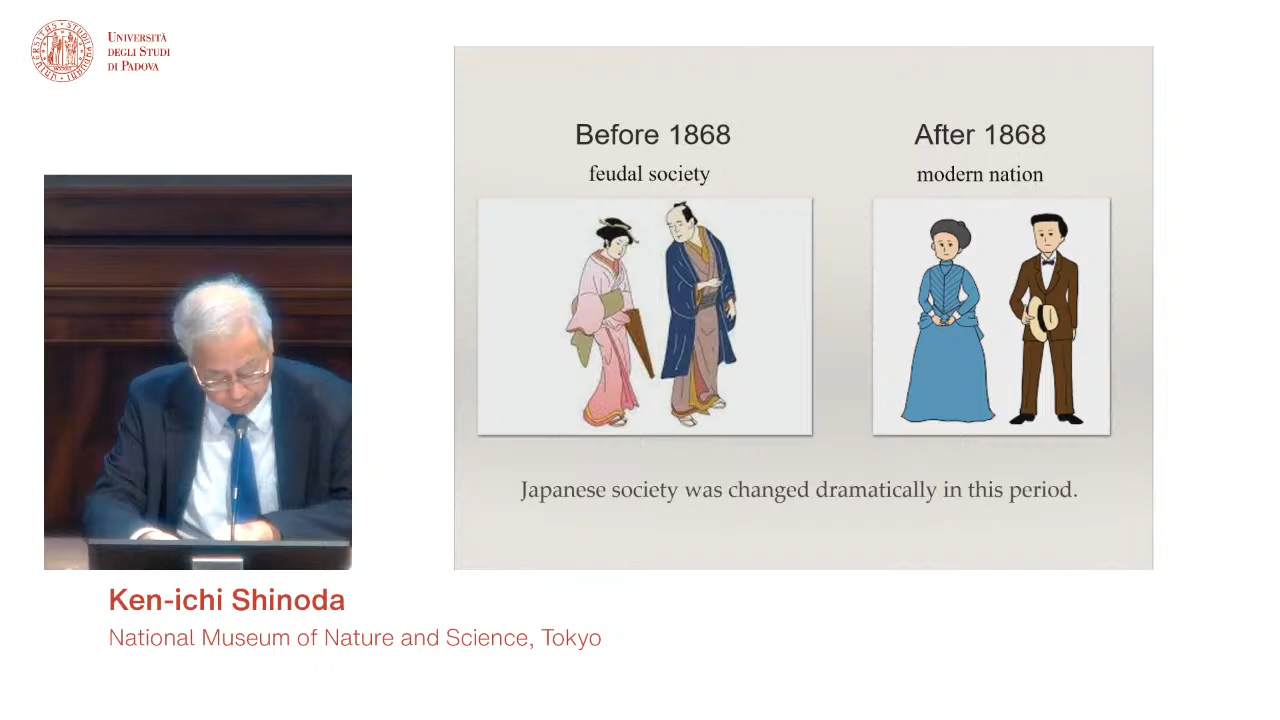 UNIVERSITÀ
DEGLI STUDI
DI PADOVA
Before 1868
feudal society
After 1868
modern nation
Japanese society was changed dramatically in this period.
Ken-ichi Shinoda
National Museum of Nature and Science, Tokyo